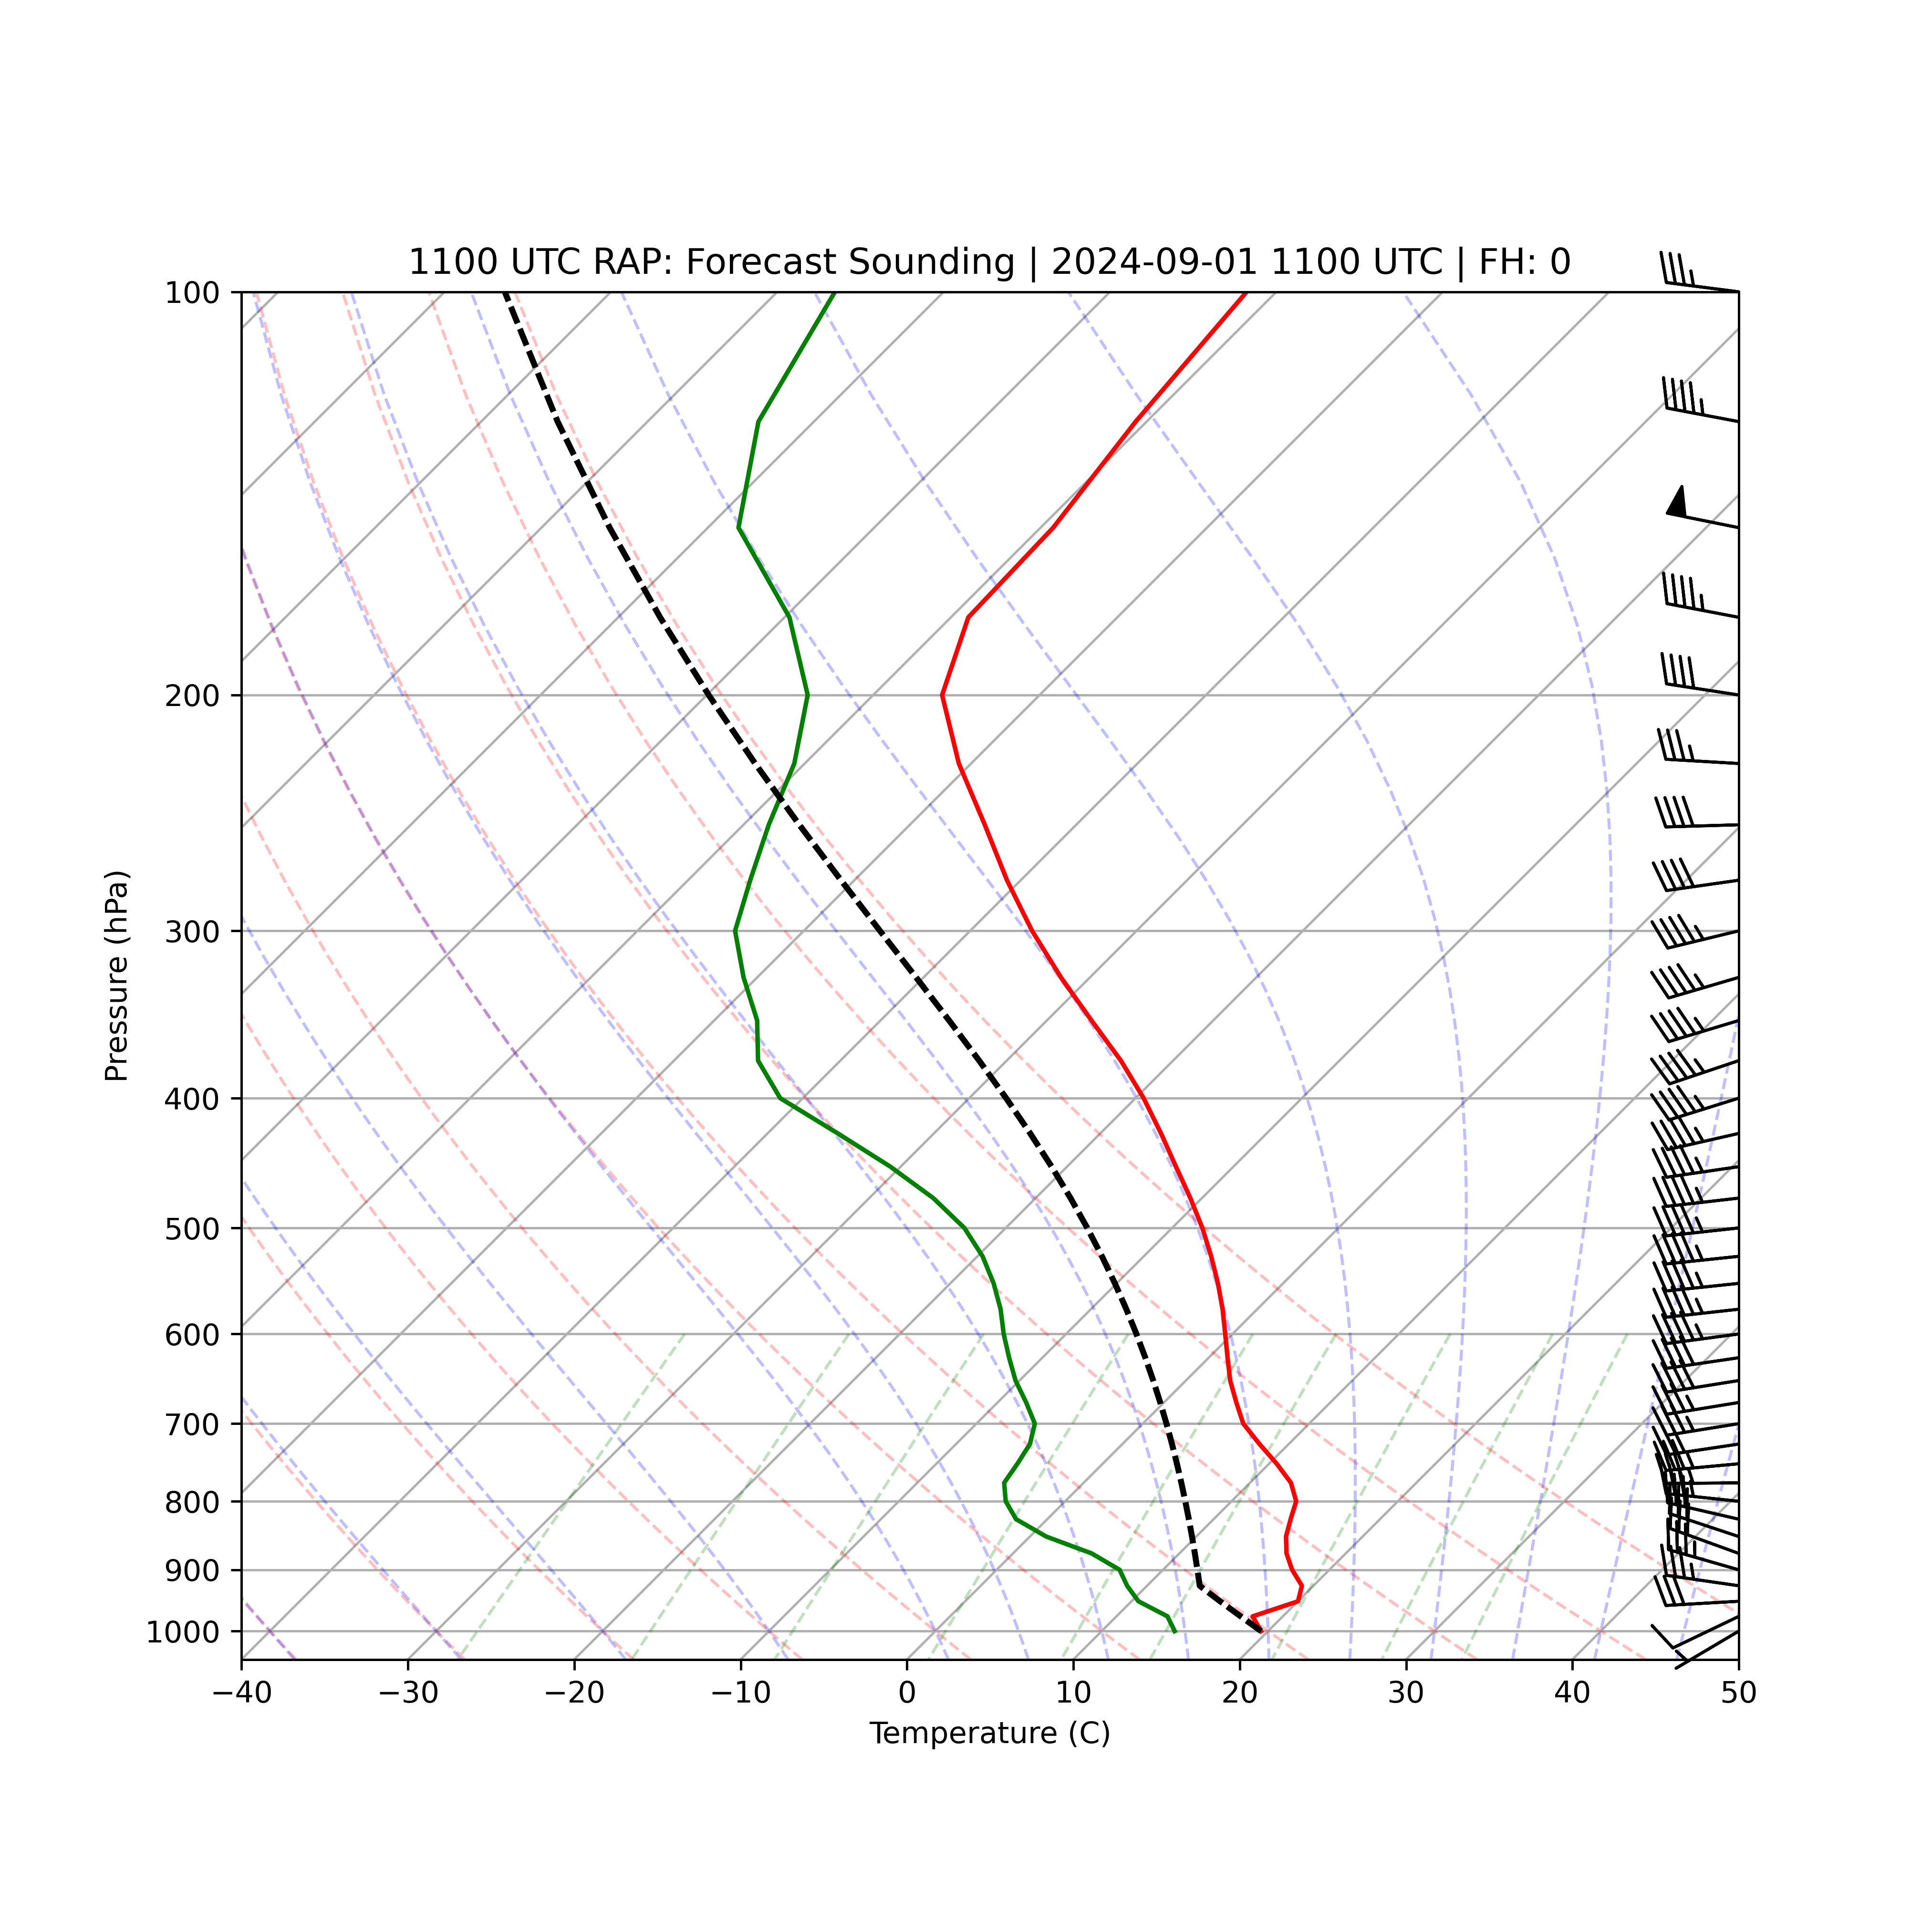 1100 UTC RAP: Forecast Sounding | 2024-09-01 1100 UTC | FH: 0
100
200
300
400
500
600
700
800
900
1000
Pressure (hPa)
−40 −30 −20 −10 0 10 20 30 40 50
Temperature (C)